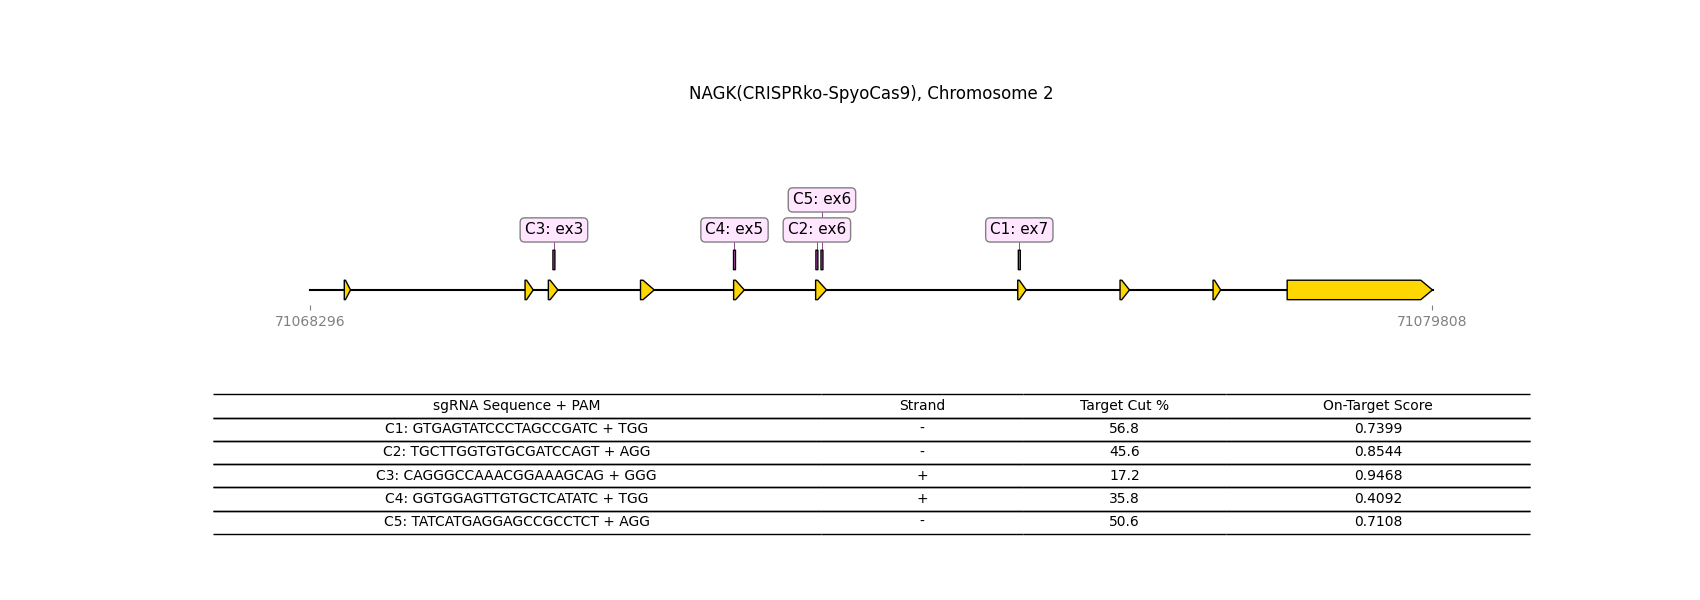 NAGK(CRISPRko-SpyoCas9), Chromosome 2
C5: ex6
C3: ex3 C4: ex5 C2: ex6 C1: ex7
71068296 71079808
sgRNA Sequence + PAM Strand Target Cut % On-Target Score
C1: GTGAGTATCCCTAGCCGATC + TGG - 56.8 0.7399
C2: TGCTTGGTGTGCGATCCAGT + AGG - 45.6 0.8544
C3: CAGGGCCAAACGGAAAGCAG + GGG + 17.2 0.9468
C4: GGTGGAGTTGTGCTCATATC + TGG + 35.8 0.4092
C5: TATCATGAGGAGCCGCCTCT + AGG - 50.6 0.7108